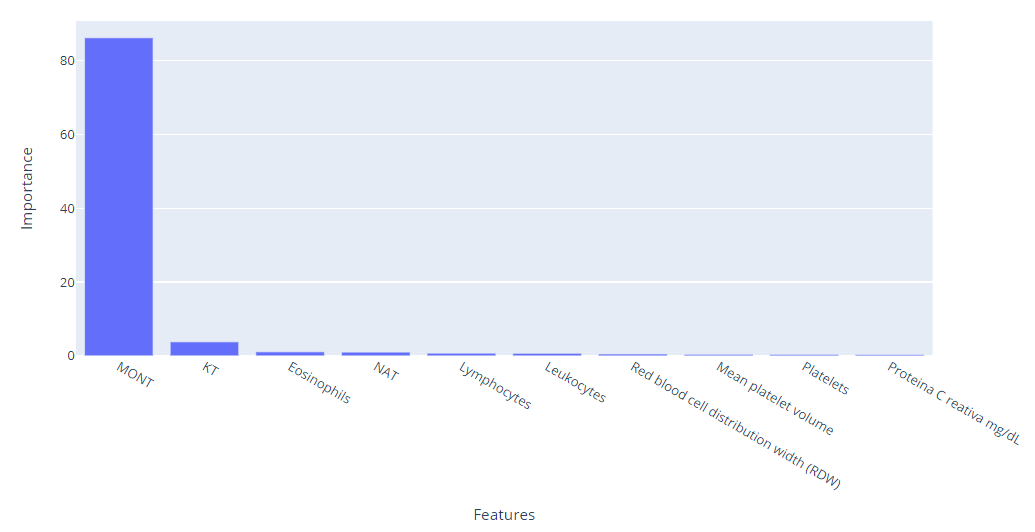 Importance
80
60
40
20
0
MONT
KT
Eosinophils
NAT
Lymphocytes
Leukocytes
Red blood cell distribution width (RDW)
Mean platelet volume
Platelets
Proteina C reativa mg/dL
Features